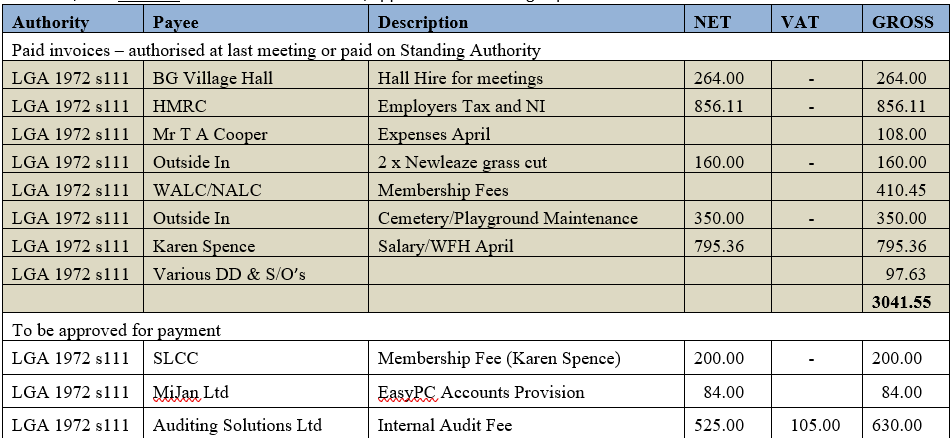 Authority Payee Description NET VAT GROSS
Paid invoices – authorised at last meeting or paid on Standing Authority
LGA 1972 s111 BG Village Hall Hall Hire for meetings 264.00 - 264.00
LGA 1972 s111 HMRC Employers Tax and NI 856.11 - 856.11
LGA 1972 s111 Mr T A Cooper Expenses April 108.00
LGA 1972 s111 Outside In 2 x Newleaze grass cut 160.00 - 160.00
LGA 1972 s111 WALC/NALC Membership Fees 410.45
LGA 1972 s111 Outside In Cemetery/Playground Maintenance 350.00 - 350.00
LGA 1972 s111 Karen Spence Salary/WFH April 795.36 795.36
LGA 1972 s111 Various DD & S/O’s 97.63
3041.55
To be approved for payment
LGA 1972 s111 SLCC Membership Fee (Karen Spence) 200.00 - 200.00
LGA 1972 s111 MiJan Ltd EasyPC Accounts Provision 84.00 84.00
LGA 1972 s111 Auditing Solutions Ltd Internal Audit Fee 525.00 105.00 630.00